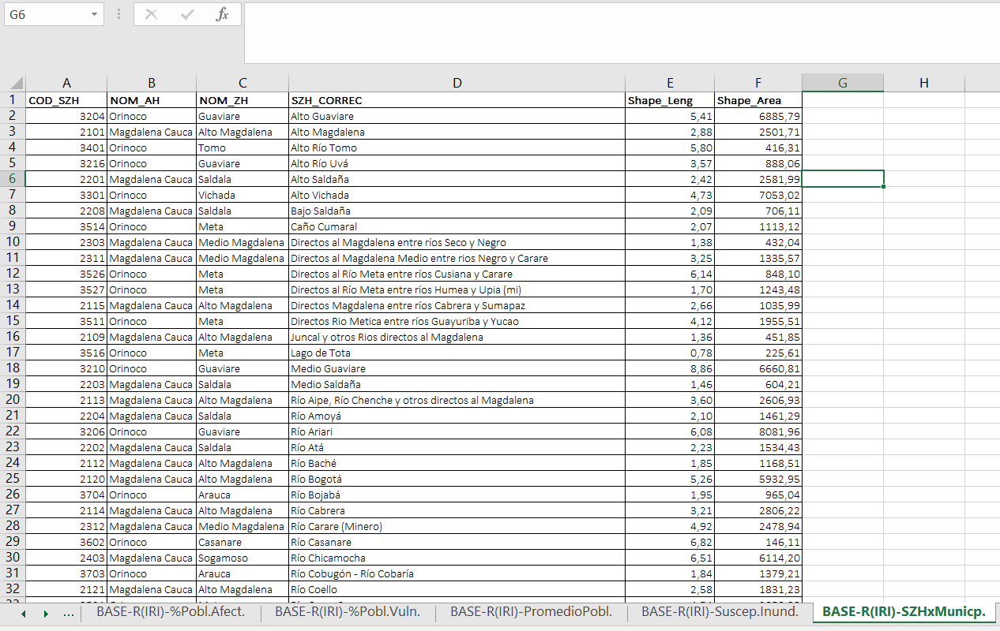 G6
fx
A B C D E F G H
1 COD_SZH NOM_AH NOM_ZH SZH_CORREC Shape_Leng Shape_Area
2 3204 Orinoco Guaviare Alto Guaviare 5,41 6885,79
3 2101 Magdalena Cauca Alto Magdalena Alto Magdalena 2,88 2501,71
4 3401 Orinoco Tomo Alto Río Tomo 5,80 416,31
5 3216 Orinoco Guaviare Alto Río Uvá 3,57 888,06
6 2201 Magdalena Cauca Saldala Alto Saldaña 2,42 2581,99
7 3301 Orinoco Vichada Alto Vichada 4,73 7053,02
8 2208 Magdalena Cauca Saldala Bajo Saldaña 2,09 706,11
9 3514 Orinoco Meta Caño Cumaral 2,07 1113,12
10 2303 Magdalena Cauca Medio Magdalena Directos al Magdalena entre ríos Seco y Negro 1,38 432,04
11 2311 Magdalena Cauca Medio Magdalena Directos al Magdalena Medio entre rios Negro y Carare 3,25 1335,57
12 3526 Orinoco Meta Directos al Río Meta entre ríos Cusiana y Carare 6,14 848,10
13 3527 Orinoco Meta Directos al Río Meta entre ríos Humea y Upia (mi) 1,70 1243,48
14 2115 Magdalena Cauca Alto Magdalena Directos Magdalena entre ríos Cabrera y Sumapaz 2,66 1035,99
15 3511 Orinoco Meta Directos Rio Metica entre ríos Guayuriba y Yucao 4,12 1955,51
16 2109 Magdalena Cauca Alto Magdalena Juncal y otros Rios directos al Magdalena 1,36 451,85
17 3516 Orinoco Meta Lago de Tota 0,78 225,61
18 3210 Orinoco Guaviare Medio Guaviare 8,86 6660,81
19 2203 Magdalena Cauca Saldala Medio Saldaña 1,46 604,21
20 2113 Magdalena Cauca Alto Magdalena Río Aipe, Río Chenche y otros directos al Magdalena 3,60 2606,93
21 2204 Magdalena Cauca Saldala Río Amoyá 2,10 1461,29
22 3206 Orinoco Guaviare Río Ariari 6,08 8081,96
23 2202 Magdalena Cauca Saldala Río Atá 2,23 1534,43
24 2112 Magdalena Cauca Alto Magdalena Río Baché 1,85 1168,51
25 2120 Magdalena Cauca Alto Magdalena Río Bogotá 5,26 5932,95
26 3704 Orinoco Arauca Río Bojabá 1,95 965,04
27 2114 Magdalena Cauca Alto Magdalena Río Cabrera 3,21 2806,22
28 2312 Magdalena Cauca Medio Magdalena Río Carare (Minero) 4,92 2478,94
29 3602 Orinoco Casanare Río Casanare 6,82 146,11
30 2403 Magdalena Cauca Sogamoso Río Chicamocha 6,51 6114,20
31 3703 Orinoco Arauca Río Cobugón - Río Cobaría 1,84 1379,21
32 2121 Magdalena Cauca Alto Magdalena Río Coello 2,58 1831,23
... BASE-R(IRI)-%Pobl.Afect. BASE-R(IRI)-%Pobl.Vuln. BASE-R(IRI)-PromedioPobl. BASE-R(IRI)-Suscep.Inund. BASE-R(IRI)-SZHxMunicp.